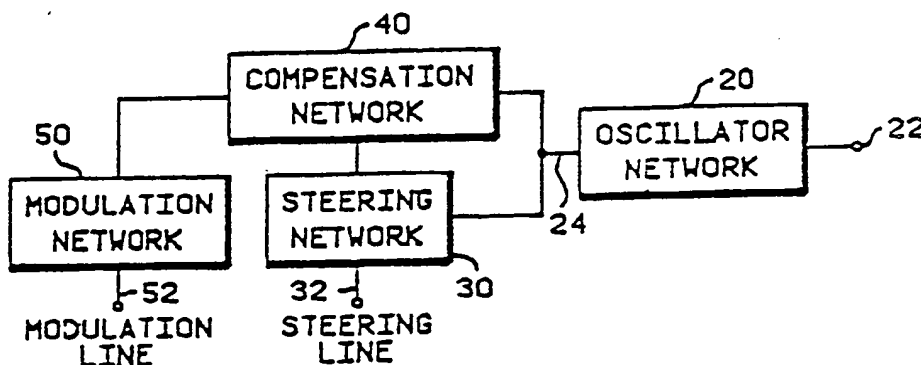 40
COMPENSATION
NETWORK
20
OSCILLATOR
NETWORK
22
24
50
MODULATION
NETWORK
STEERING
NETWORK
30
52
MODULATION
LINE
32
STEERING
LINE